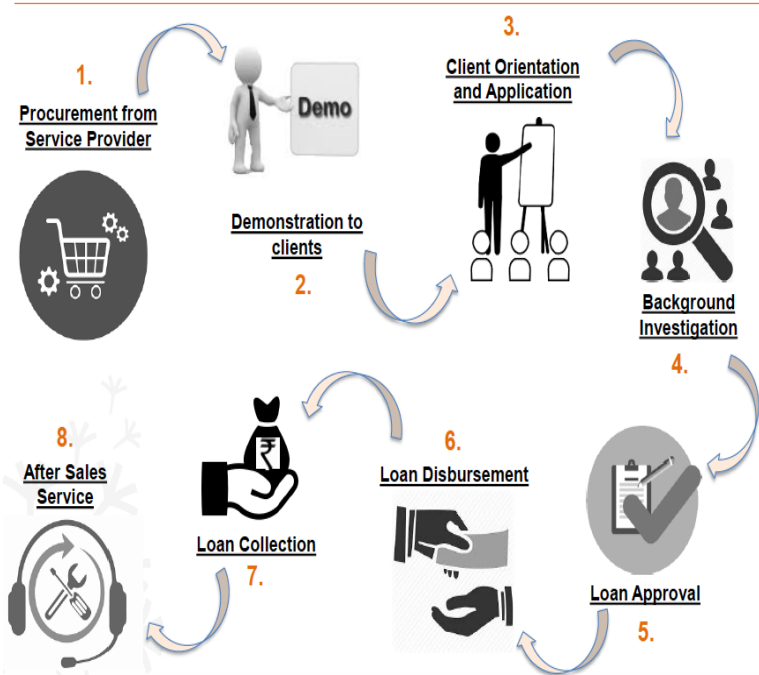 1.
Procurement from
Service Provider
Demo
Demonstration to
clients
2.
3.
Client Orientation
and Application
Background
Investigation
4.
Loan Approval
5.
6.
Loan Disbursement
₹
Loan Collection
7.
8.
After Sales
Service